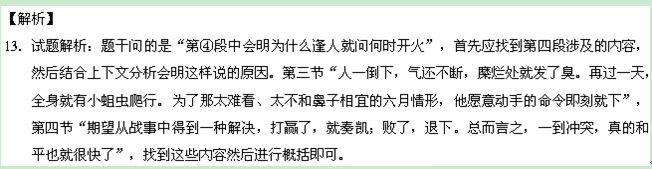 【解析】
13. 试题解析：题干问的是“第④段中会明为什么逢人就问何时开火”，首先应找到第四段涉及的内容，
然后结合上下文分析会明这样说的原因。第三节“人一倒下，气还不断，糜烂处就发了臭。再过一天，
全身就有小蛆虫爬行。为了那太难看、太不和鼻子相宜的六月情形，他愿意动手的命令即刻就下”，
第四节“期望从战事中得到一种解决，打赢了，就奏凯；败了，退下。总而言之，一到冲突，真的和
平也就很快了”，找到这些内容然后进行概括即可。